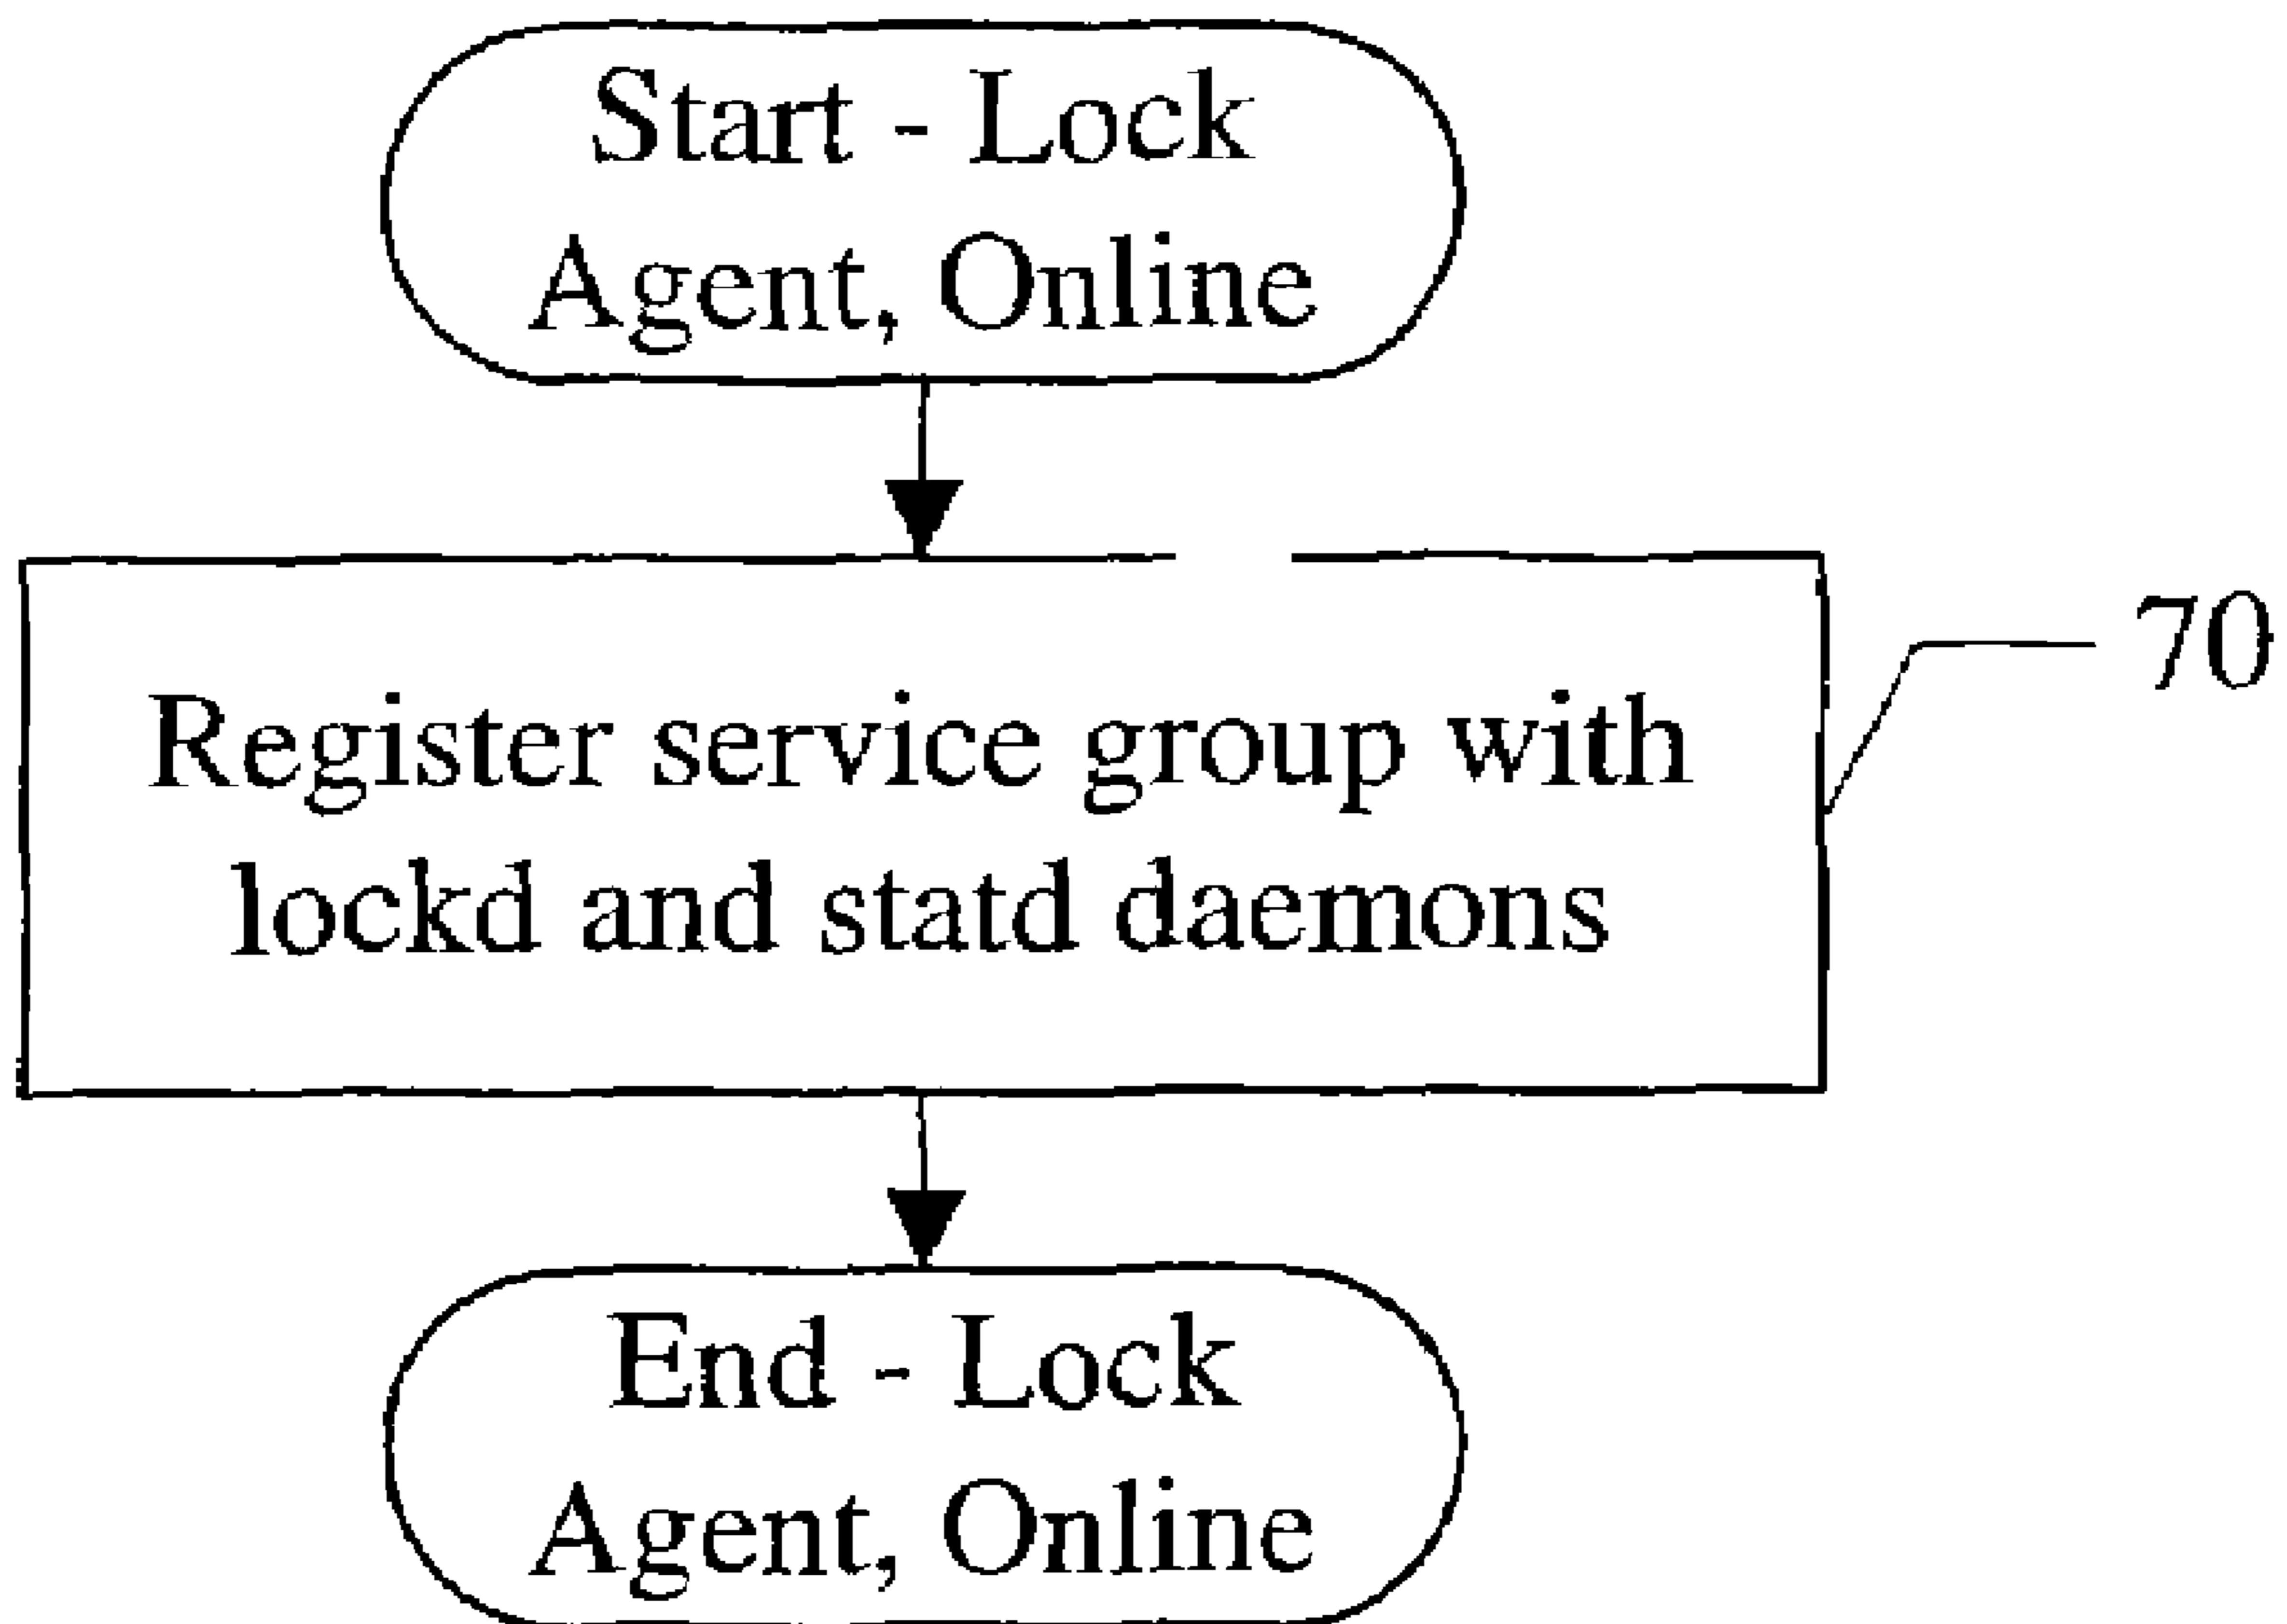 Start - Lock
Agent, Online
70
Register service group with
lockd and statd daemons
End - Lock
Agent, Online